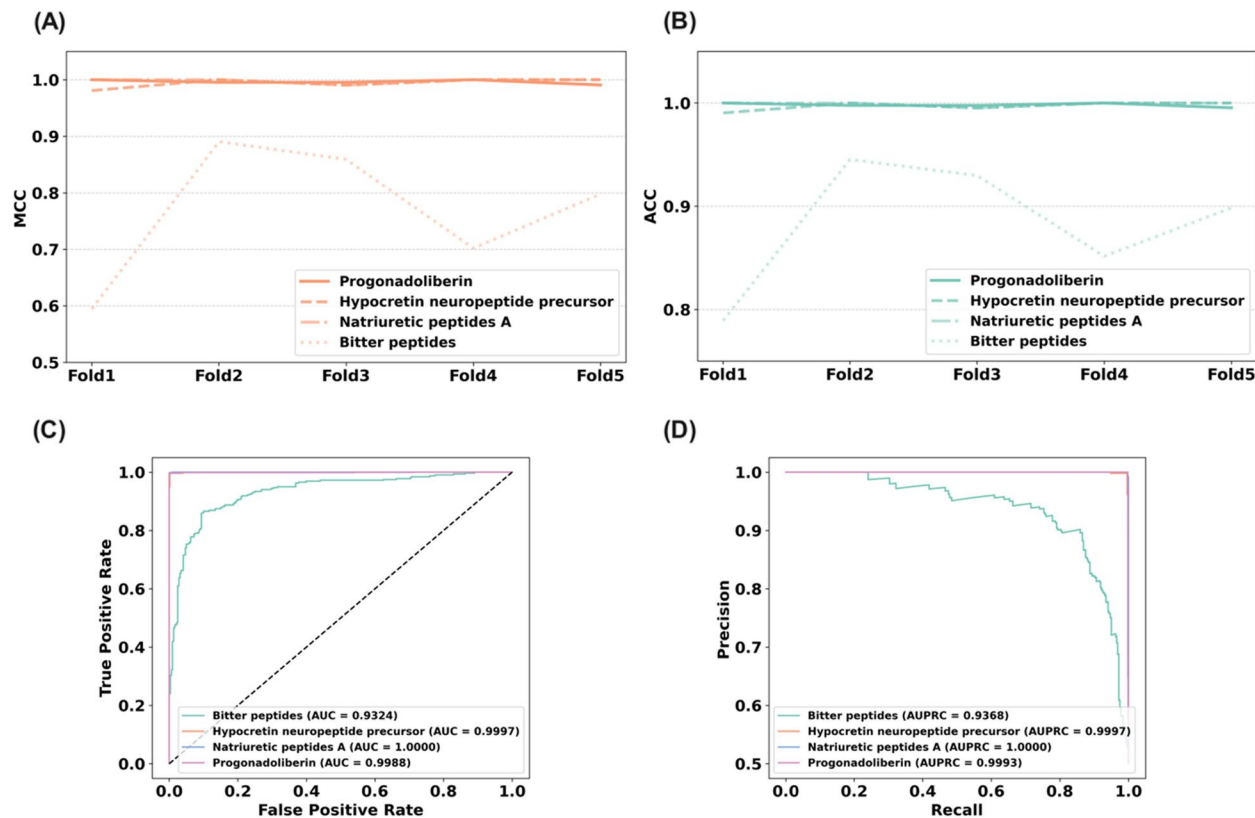 (A)
MCC
1.0
0.9
0.8
0.7
0.6
0.5
Progonadoliberin
Hypocretin neuropeptide precursor
Natriuretic peptides A
Bitter peptides
Fold1 Fold2 Fold3 Fold4 Fold5
(B)
ACC
1.0
0.9
0.8
Progonadoliberin
Hypocretin neuropeptide precursor
Natriuretic peptides A
Bitter peptides
Fold1 Fold2 Fold3 Fold4 Fold5
(C)
True Positive Rate
1.0
0.8
0.6
0.4
0.2
0.0
Bitter peptides (AUC = 0.9324)
Hypocretin neuropeptide precursor (AUC = 0.9997)
Natriuretic peptides A (AUC = 1.0000)
Progonadoliberin (AUC = 0.9988)
0.0 0.2 0.4 0.6 0.8 1.0
False Positive Rate
(D)
Precision
1.0
0.9
0.8
0.7
0.6
0.5
Bitter peptides (AUPRC = 0.9368)
Hypocretin neuropeptide precursor (AUPRC = 0.9997)
Natriuretic peptides A (AUPRC = 1.0000)
Progonadoliberin (AUPRC = 0.9993)
0.0 0.2 0.4 0.6 0.8 1.0
Recall